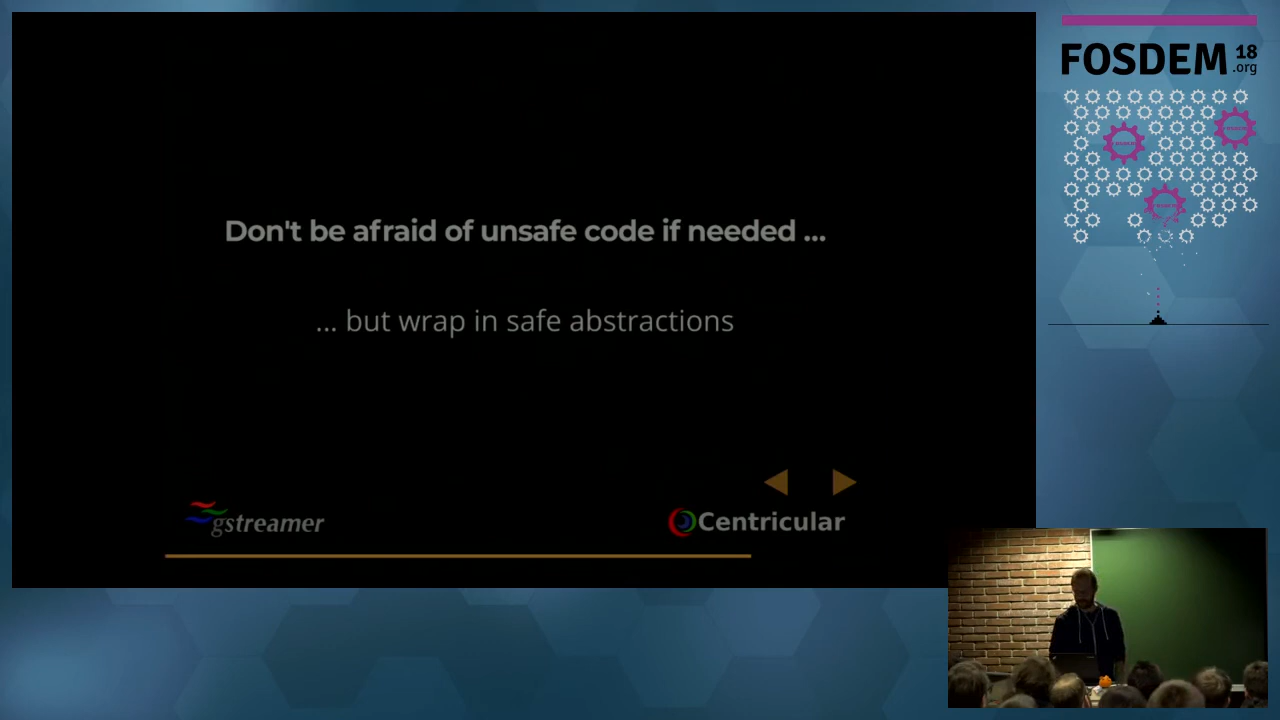 Don't be afraid of unsafe code if needed ...
... but wrap in safe abstractions
gstreamer
Centricular
FOSDEM 18
.org